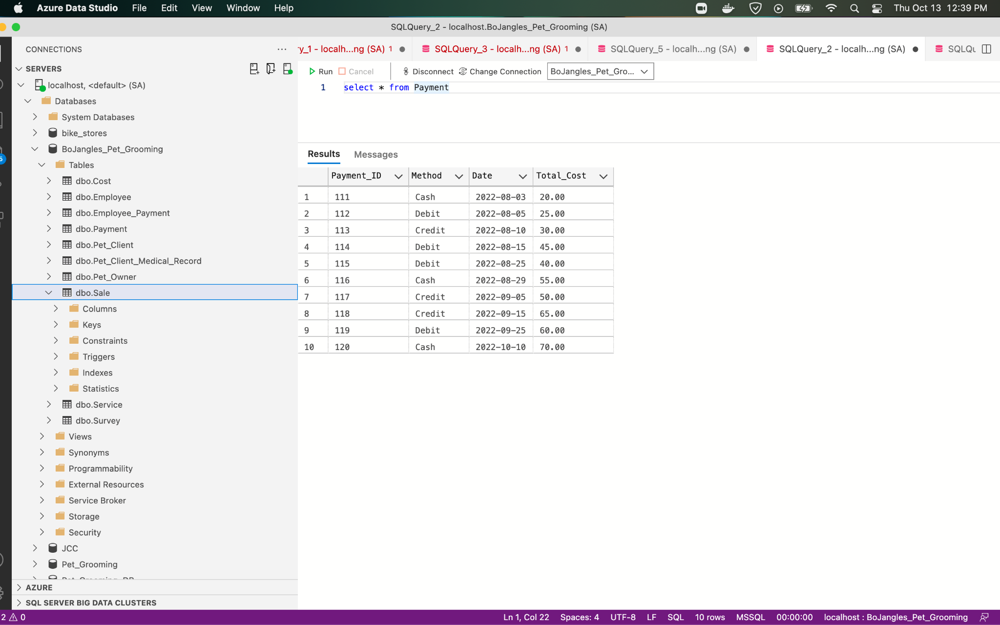 Azure Data Studio File Edit View Window Help Thu Oct 13 12:39 PM
SQLQuery_2 - localhost.BoJangles_Pet_Grooming (SA)
CONNECTIONS
ry_1 - localh...ng (SA) 1 SQLQuery_3 - localh...ng (SA) 1 SQLQuery_5 - localh...ng (SA) SQLQuery_2 - localh...ng (SA)
SERVERS
Run Cancel Disconnect Change Connection BoJangles_Pet_Gro...
localhost, <default> (SA)
1 select * from Payment
Databases
System Databases
bike_stores
BoJangles_Pet_Grooming
Tables
dbo.Cost
dbo.Employee
dbo.Employee_Payment
dbo.Payment
dbo.Pet_Client
dbo.Pet_Client_Medical_Record
dbo.Pet_Owner
dbo.Sale
Columns
Keys
Constraints
Triggers
Indexes
Statistics
dbo.Service
dbo.Survey
Views
Synonyms
Programmability
External Resources
Service Broker
Storage
Security
JCC
Pet_Grooming
AZURE
SQL SERVER BIG DATA CLUSTERS
Results Messages
Payment_ID Method Date Total_Cost
1 111 Cash 2022-08-03 20.00
2 112 Debit 2022-08-05 25.00
3 113 Credit 2022-08-10 30.00
4 114 Debit 2022-08-15 45.00
5 115 Debit 2022-08-25 40.00
6 116 Cash 2022-08-29 55.00
7 117 Credit 2022-09-05 50.00
8 118 Credit 2022-09-15 65.00
9 119 Debit 2022-09-25 60.00
10 120 Cash 2022-10-10 70.00
2 0 Ln 1, Col 22 Spaces: 4 UTF-8 LF SQL 10 rows MSSQL 00:00:00 localhost : BoJangles_Pet_Grooming